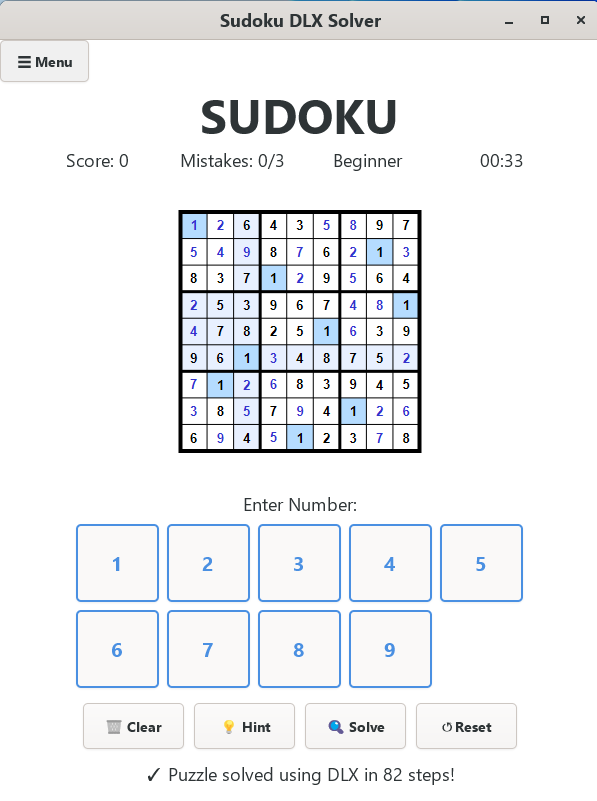 Sudoku DLX Solver
☰ Menu
SUDOKU
Score: 0 Mistakes: 0/3 Beginner 00:33
1 2 6 4 3 5 8 9 7
5 4 9 8 7 6 2 1 3
8 3 7 1 2 9 5 6 4
2 5 3 9 6 7 4 8 1
4 7 8 2 5 1 6 3 9
9 6 1 3 4 8 7 5 2
7 1 2 6 8 3 9 4 5
3 8 5 7 9 4 1 2 6
6 9 4 5 1 2 3 7 8
Enter Number:
1 2 3 4 5
6 7 8 9
🗑 Clear 💡 Hint 🔍 Solve ↺ Reset
✓ Puzzle solved using DLX in 82 steps!